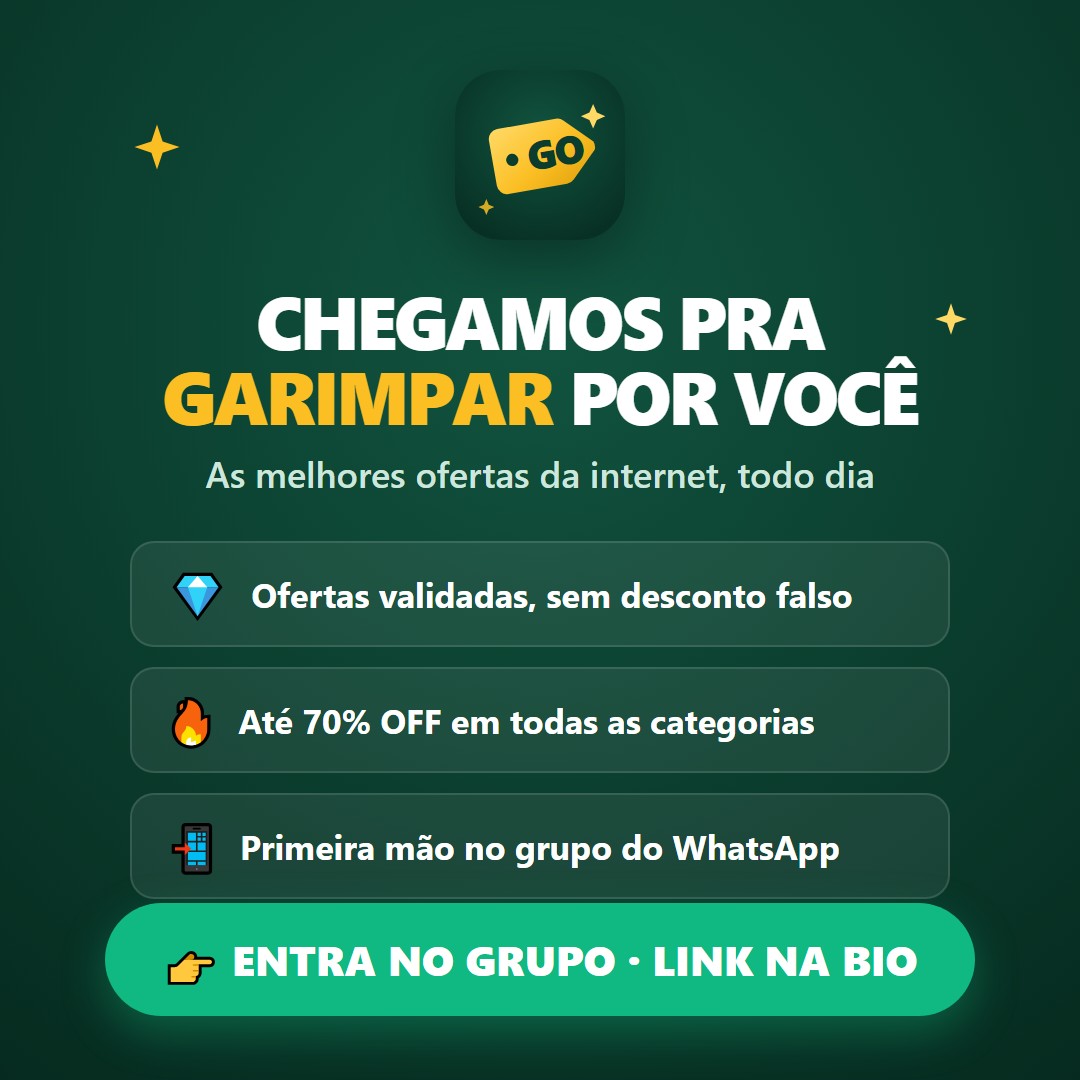 GO
CHEGAMOS PRA
GARIMPAR POR VOCÊ
As melhores ofertas da internet, todo dia
Ofertas validadas, sem desconto falso
Até 70% OFF em todas as categorias
Primeira mão no grupo do WhatsApp
ENTRA NO GRUPO · LINK NA BIO